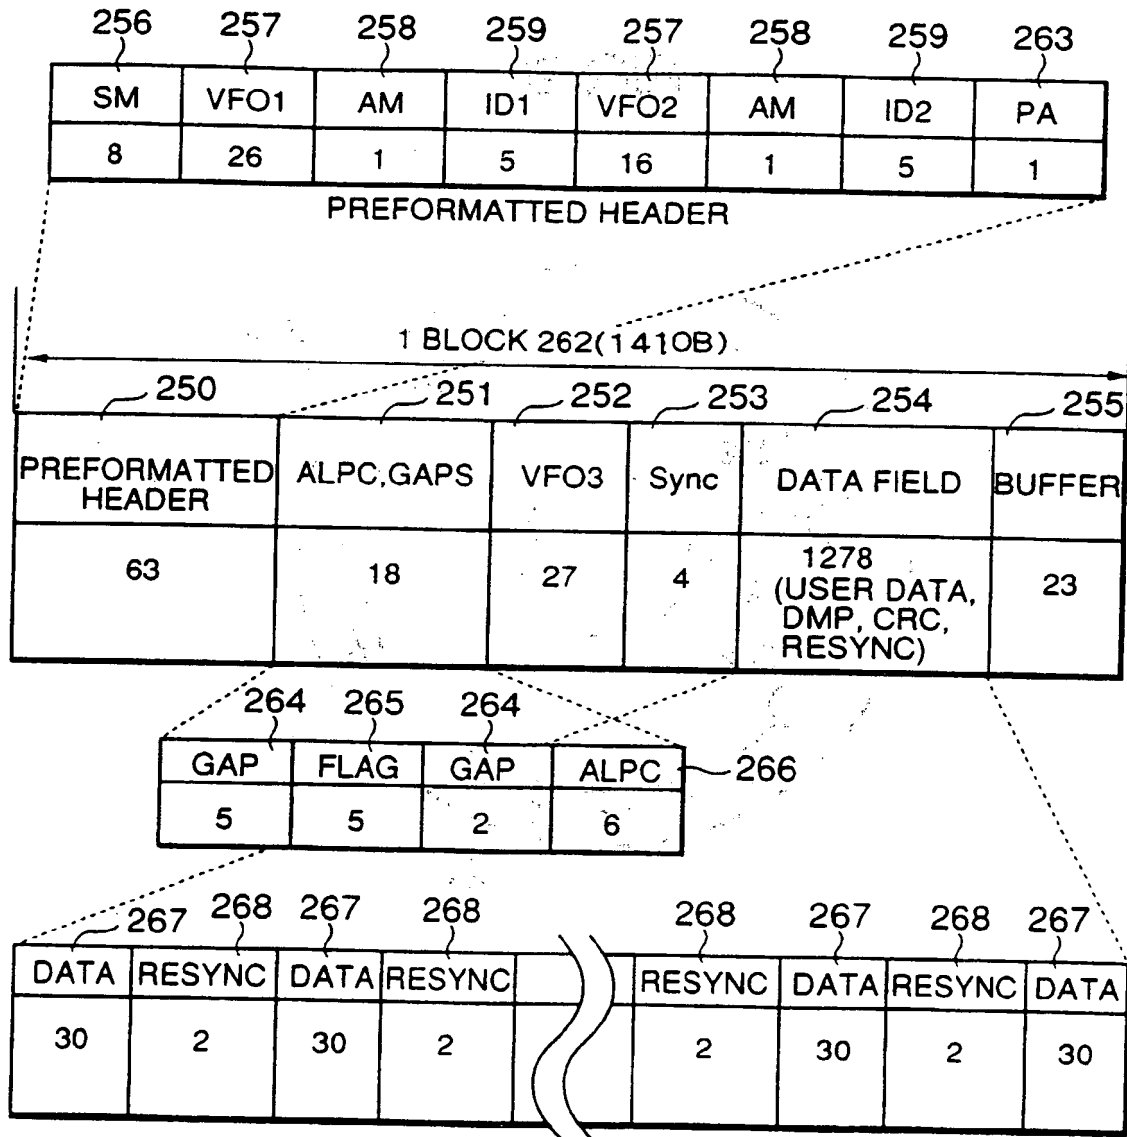 256 257 258 259 257 258 259 263
SM VFO1 AM ID1 VFO2 AM ID2 PA
8 26 1 5 16 1 5 1
PREFORMATTED HEADER
1 BLOCK 262(1410B)
250 251 252 253 254 255
PREFORMATTED HEADER ALPC,GAPS VFO3 Sync DATA FIELD BUFFER
63 18 27 4 1278 23
(USER DATA,
DMP, CRC,
RESYNC)
264 265 264
GAP FLAG GAP ALPC 266
5 5 2 6
267 268 267 268 268 267 268 267
DATA RESYNC DATA RESYNC RESYNC DATA RESYNC DATA
30 2 30 2 2 30 2 30